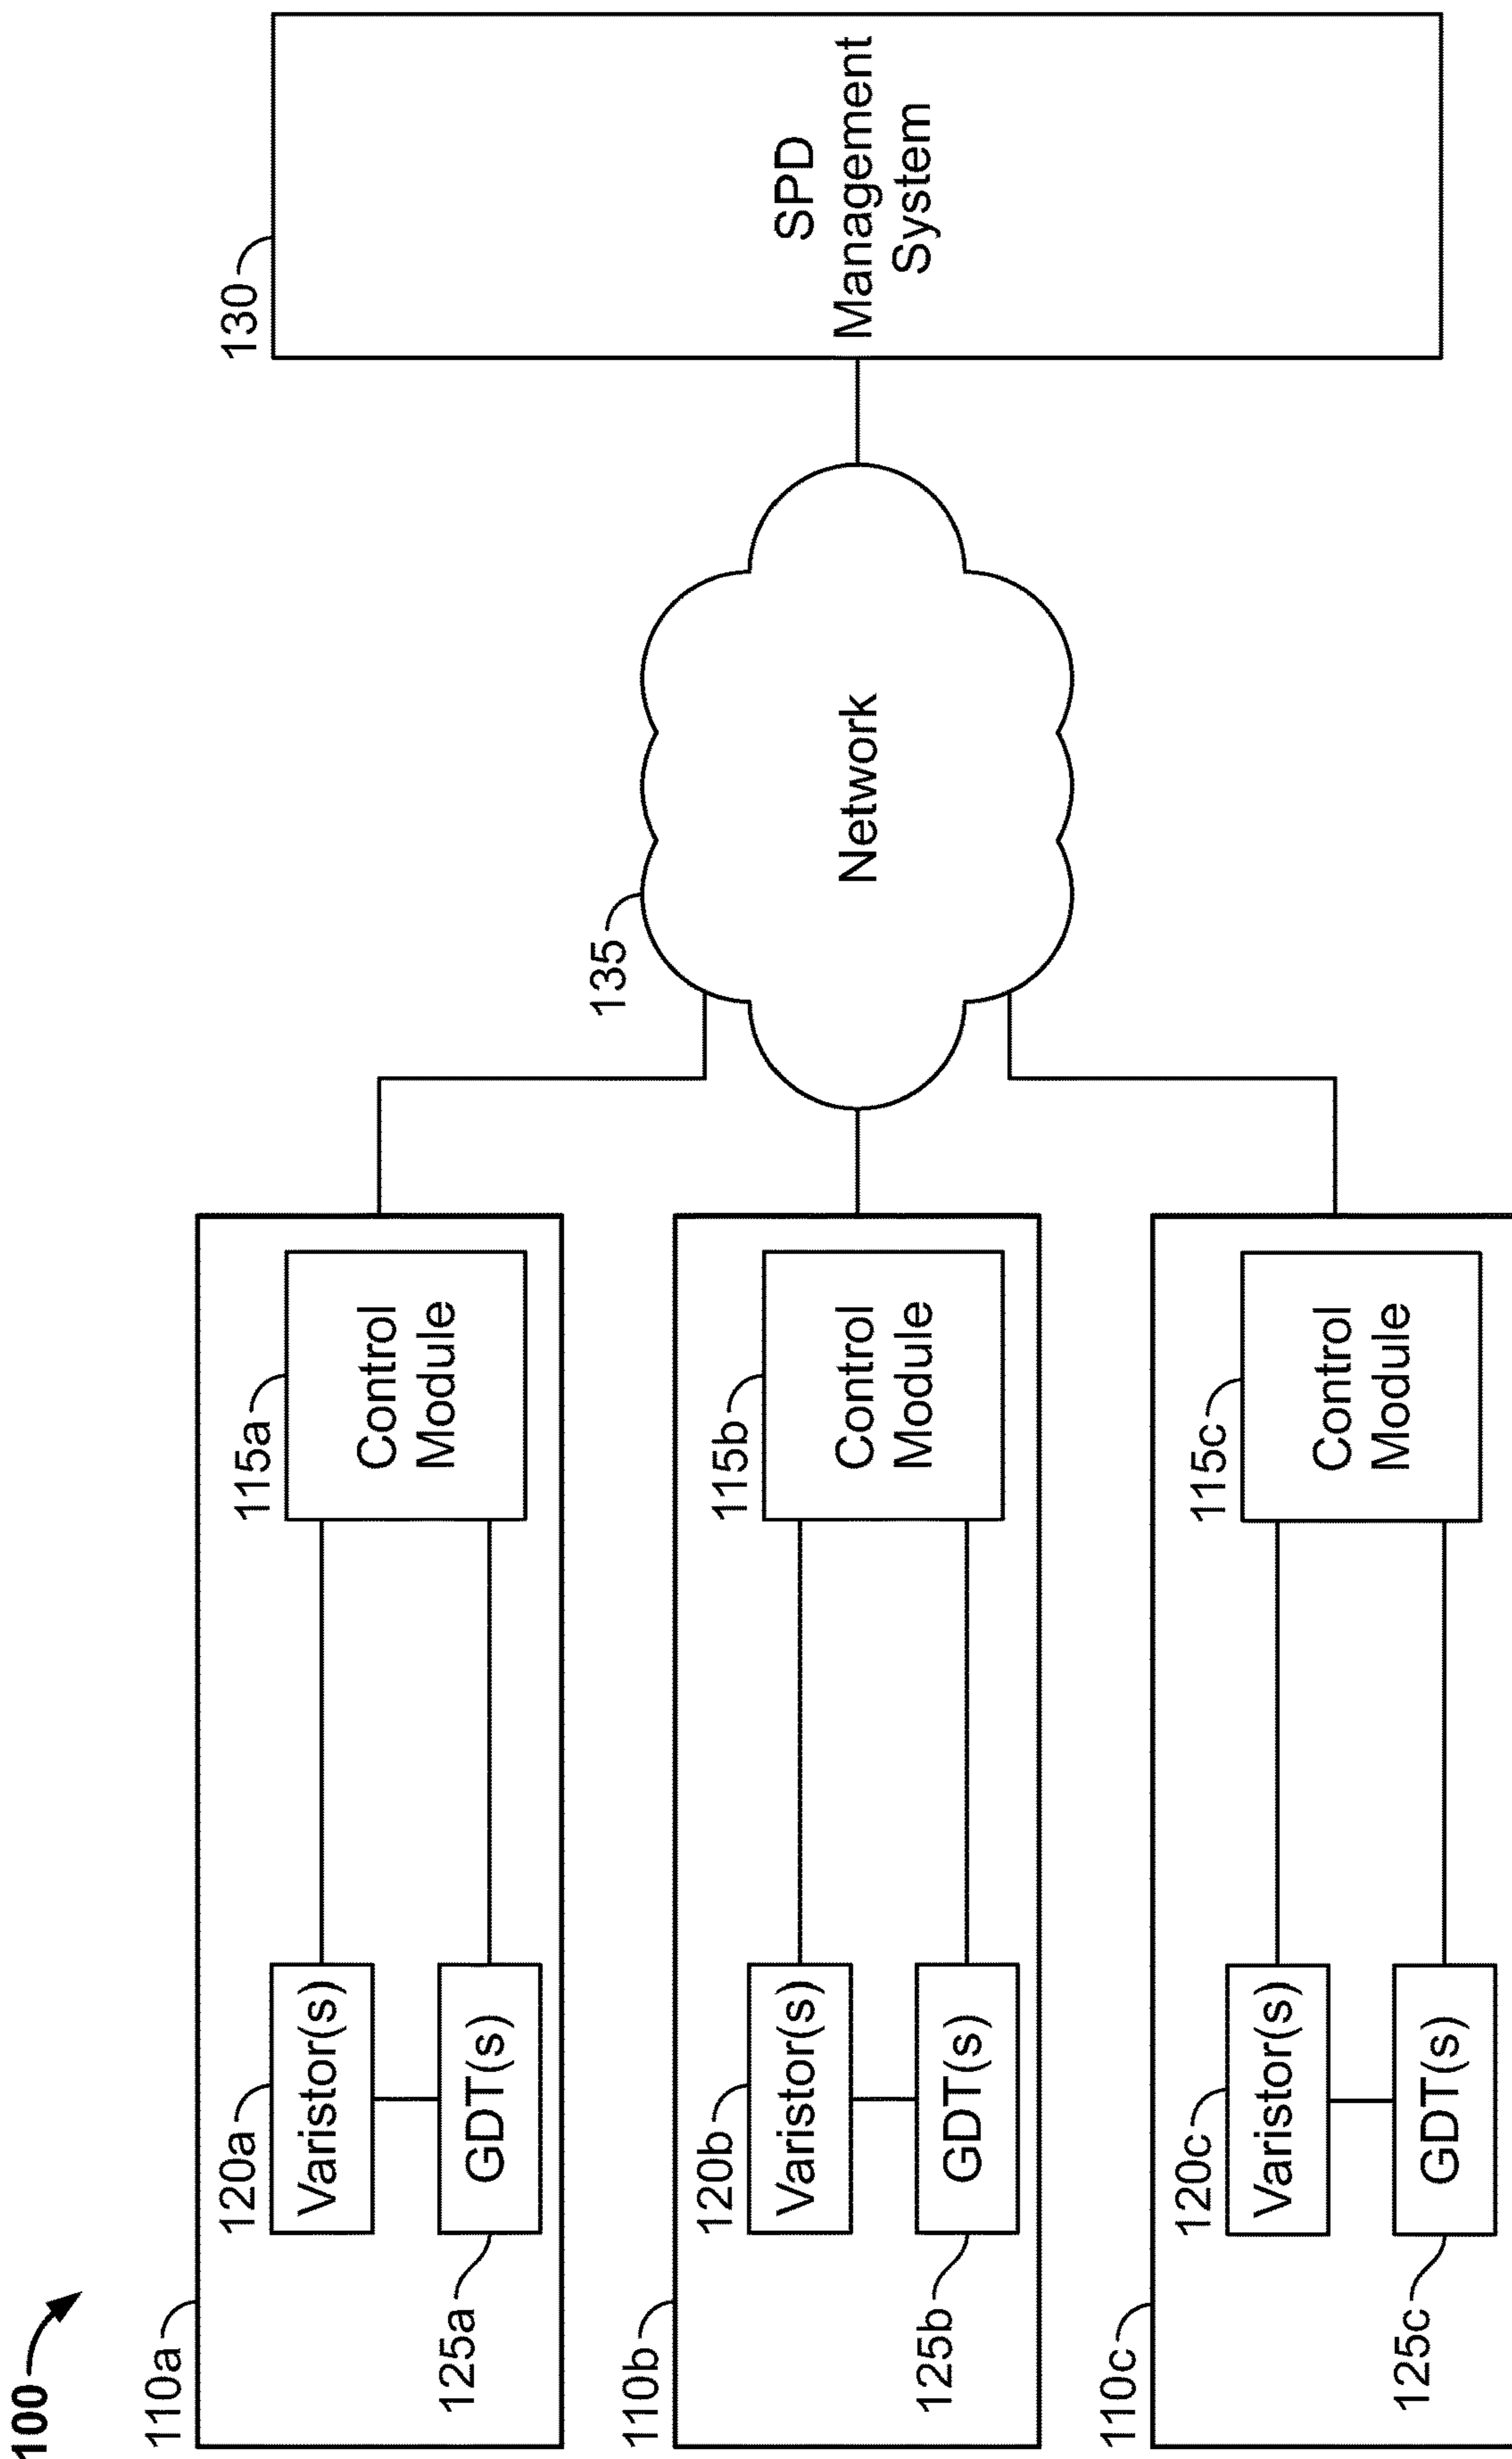 100
110a
120a
Varistor(s)
GDT(s)
125a
115a
Control
Module
110b
120b
Varistor(s)
GDT(s)
125b
115b
Control
Module
110c
120c
Varistor(s)
GDT(s)
125c
115c
Control
Module
135
Network
130
SPD
Management
System